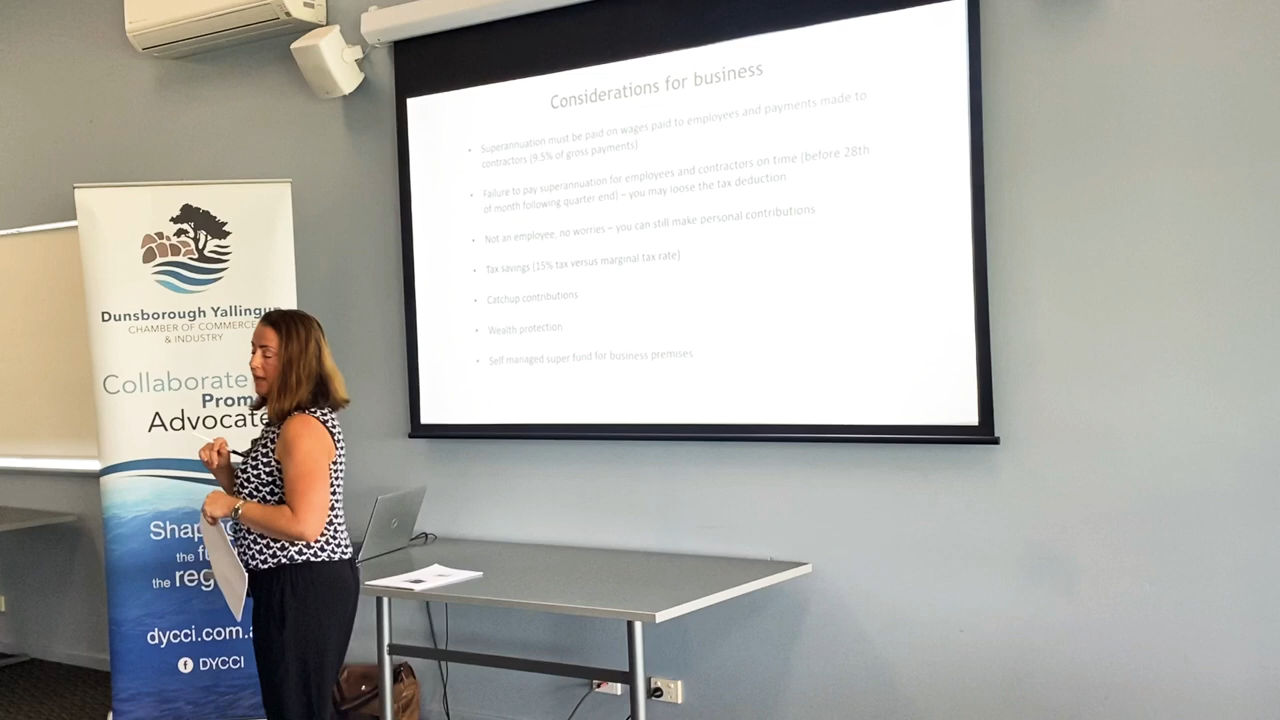 Considerations for business
• Superannuation must be paid on wages paid to employees and payments made to
contractors (9.5% of gross payments)
• Failure to pay superannuation for employees and contractors on time (before 28th
of month following quarter end) – you may loose the tax deduction
• Not an employee, no worries – you can still make personal contributions
• Tax savings (15% tax versus marginal tax rate)
• Catchup contributions
• Wealth protection
• Self managed super fund for business premises
Dunsborough Yallingup
CHAMBER OF COMMERCE
& INDUSTRY
Collaborate
Prom
Advocate
Shap
the fu
the reg
dycci.com.a
f DYCCI